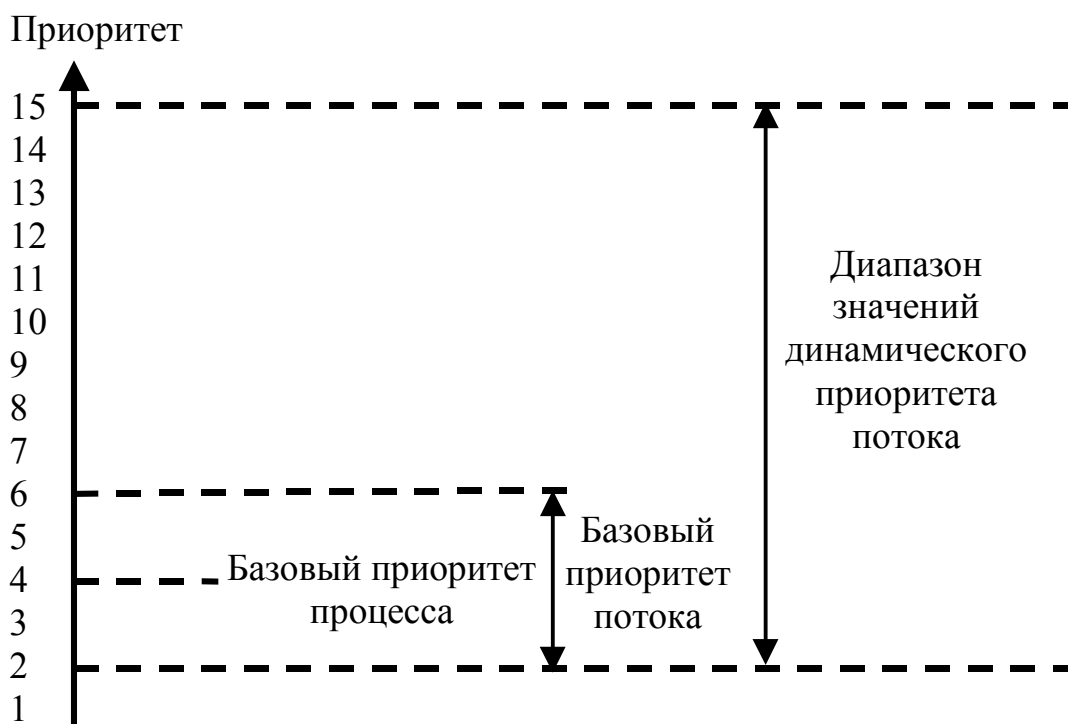 Приоритет
15
14
13
12
11
10
9
8
7
6
5
4
3
2
1
Диапазон
значений
динамического
приоритета
потока
Базовый приоритет
процесса
Базовый
приоритет
потока